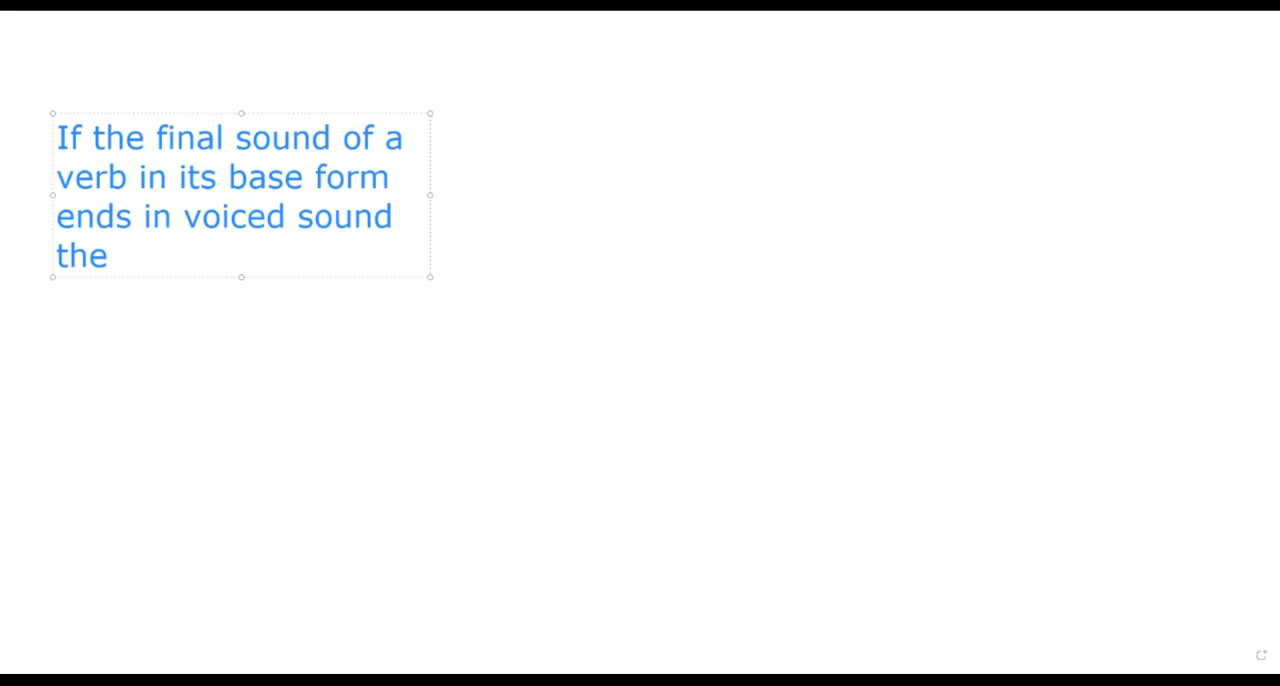 If the final sound of a
verb in its base form
ends in voiced sound
the